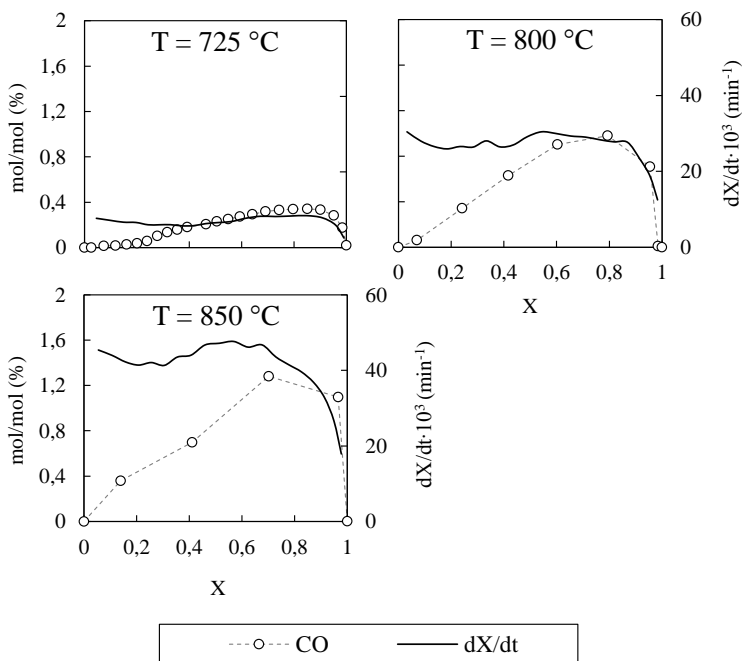 T = 725 °C
T = 800 °C
2
1,6
1,2
0,8
0,4
0
mol/mol (%)
60
40
20
0
dX/dt·10³ (min⁻¹)
0 0,2 0,4 0,6 0,8 1
X
T = 850 °C
2
1,6
1,2
0,8
0,4
0
mol/mol (%)
60
40
20
0
dX/dt·10³ (min⁻¹)
0 0,2 0,4 0,6 0,8 1
X
CO dX/dt